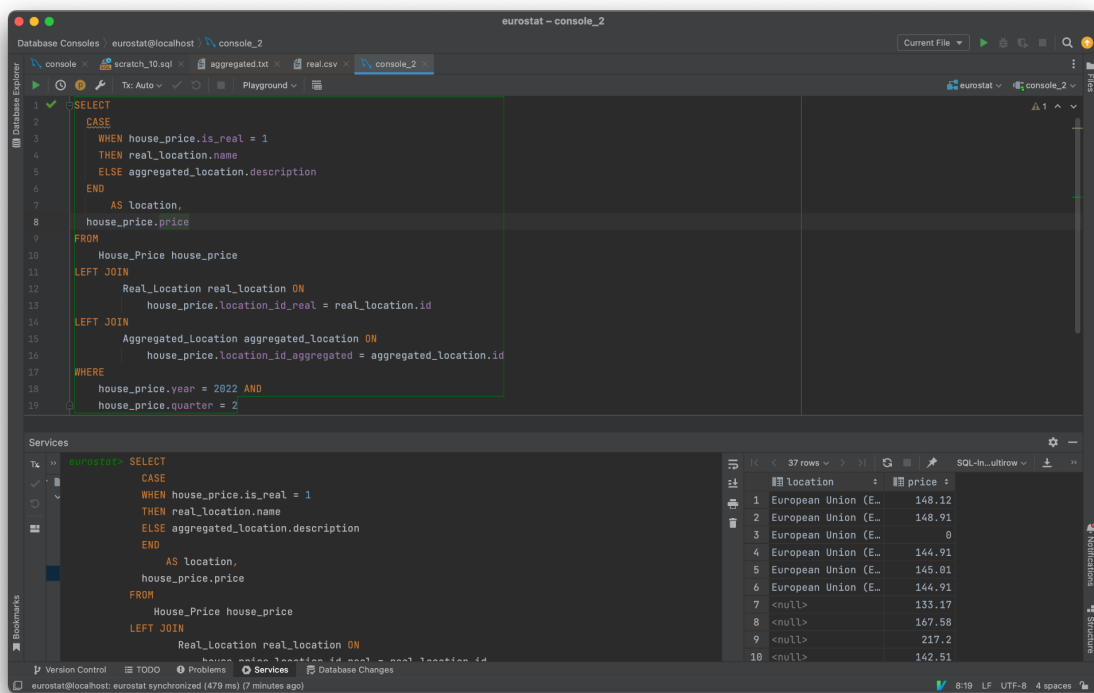 eurostat – console_2
Database Consoles eurostat@localhost console_2 Current File
console scratch_10.sql aggregated.txt real.csv console_2
Tx: Auto Playground eurostat console_2
Database Explorer
Files
1 SELECT
2 CASE
3 WHEN house_price.is_real = 1
4 THEN real_location.name
5 ELSE aggregated_location.description
6 END
7 AS location,
8 house_price.price
9 FROM
10 House_Price house_price
11 LEFT JOIN
12 Real_Location real_location ON
13 house_price.location_id_real = real_location.id
14 LEFT JOIN
15 Aggregated_Location aggregated_location ON
16 house_price.location_id_aggregated = aggregated_location.id
17 WHERE
18 house_price.year = 2022 AND
19 house_price.quarter = 2
1
Services
Tx
eurostat> SELECT
CASE
WHEN house_price.is_real = 1
THEN real_location.name
ELSE aggregated_location.description
END
AS location,
house_price.price
FROM
House_Price house_price
LEFT JOIN
Real_Location real_location ON
house_price.location_id_real = real_location.id
37 rows SQL-In…ultirow
location price
1 European Union (E… 148.12
2 European Union (E… 148.91
3 European Union (E… 0
4 European Union (E… 144.91
5 European Union (E… 145.01
6 European Union (E… 144.91
7 <null> 133.17
8 <null> 167.58
9 <null> 217.2
10 <null> 142.51
Notifications
Structure
Bookmarks
Version Control TODO Problems Services Database Changes
eurostat@localhost: eurostat synchronized (479 ms) (7 minutes ago) 8:19 LF UTF-8 4 spaces